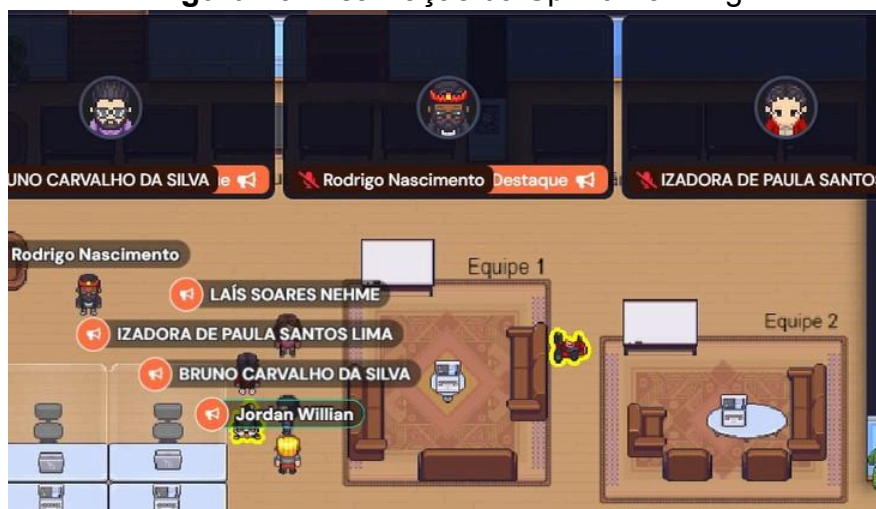 UNO CARVALHO DA SILVA
Rodrigo Nascimento Destaque
IZADORA DE PAULA SANTO
Rodrigo Nascimento
Equipe 1
LAÍS SOARES NEHME
IZADORA DE PAULA SANTOS LIMA
Equipe 2
BRUNO CARVALHO DA SILVA
Jordan Willian